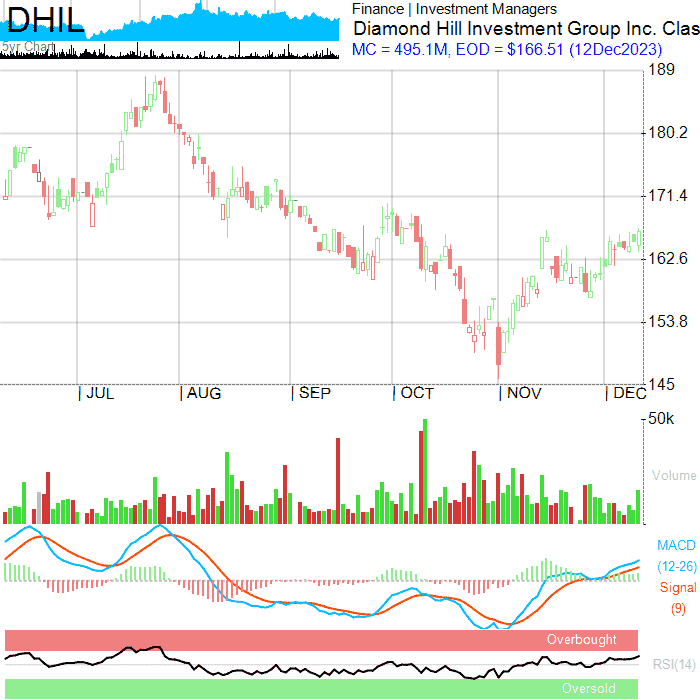 DHIL
5yr Chart
Finance | Investment Managers
Diamond Hill Investment Group Inc. Clas
MC = 495.1M, EOD = $166.51 (12Dec2023)
189
180.2
171.4
162.6
153.8
145
| JUL | AUG | SEP | OCT | NOV | DEC
50k
Volume
MACD
(12-26)
Signal
(9)
Overbought
RSI(14)
Oversold